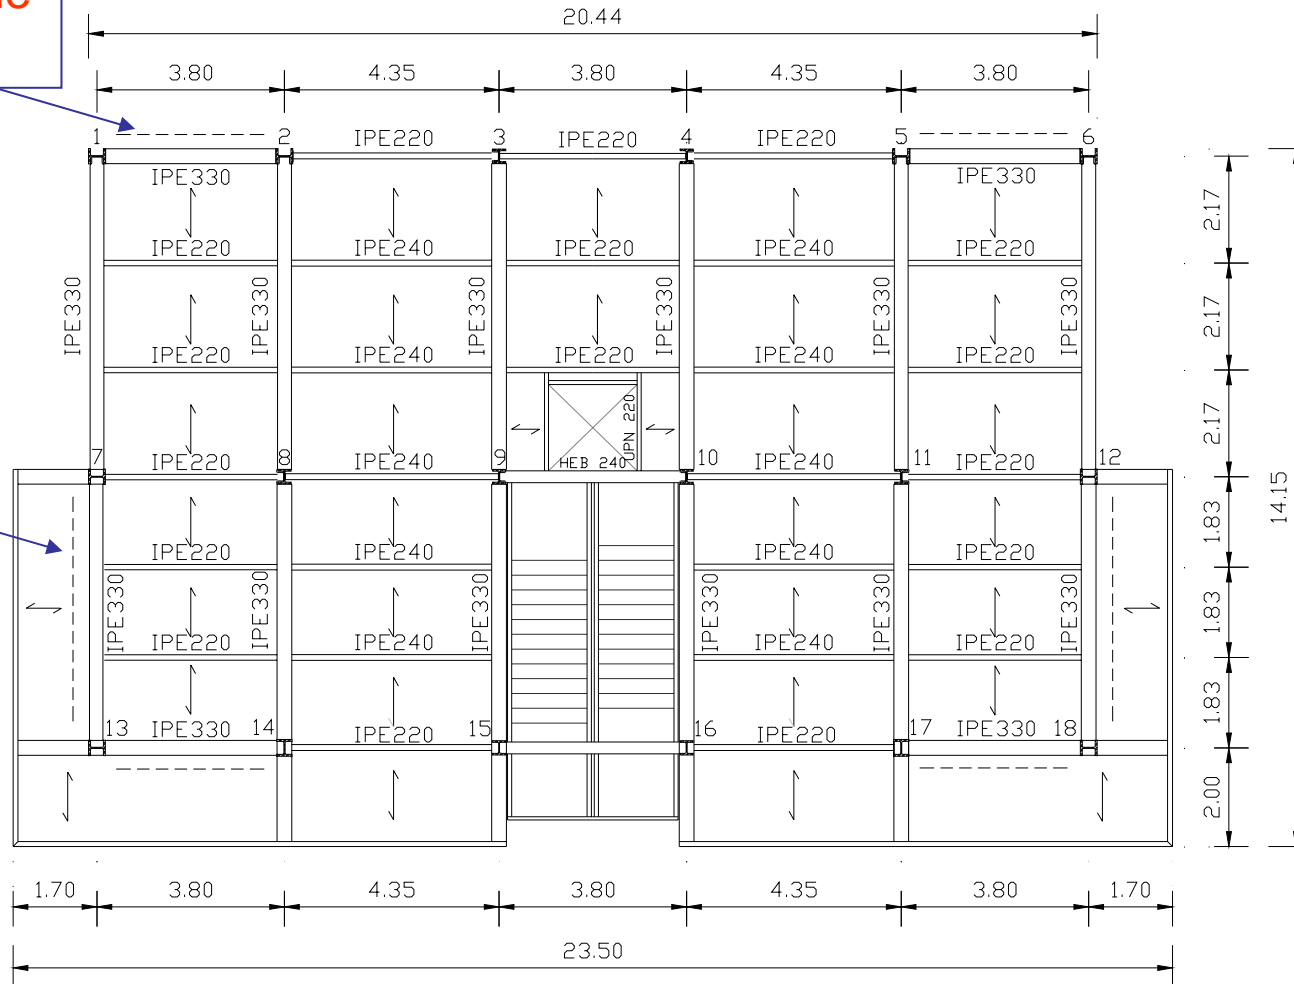 20.44
3.80 4.35 3.80 4.35 3.80
1 2 IPE220 3 IPE220 4 IPE220 5 6
IPE330 IPE330
2.17
IPE220 IPE240 IPE220 IPE240 IPE220
IPE330 IPE330 IPE330 IPE330 IPE330 IPE330
2.17
IPE220 IPE240 IPE220 IPE240 IPE220
UPN 220
2.17
7 IPE220 8 IPE240 9 HEB 240 10 IPE240 11 IPE220 12
14.15
1.83
IPE220 IPE240 IPE240 IPE220
IPE330 IPE330 IPE330 IPE330 IPE330 IPE330
1.83
IPE220 IPE240 IPE240 IPE220
1.83
13 IPE330 14 IPE220 15 16 IPE220 17 IPE330 18
2.00
1.70 3.80 4.35 3.80 4.35 3.80 1.70
23.50